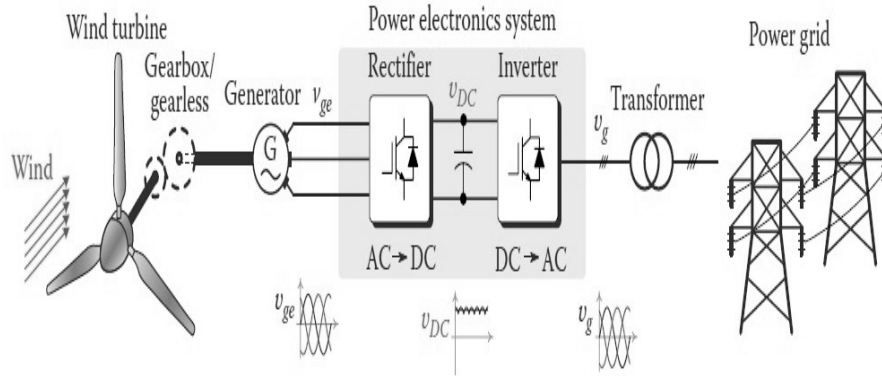 Power electronics system
Wind turbine
Power grid
Gearbox/
gearless
Rectifier
Inverter
Generator
v_ge
v_DC
Transformer
v_g
G
Wind
AC→DC
DC→AC
v_ge
v_DC
v_g